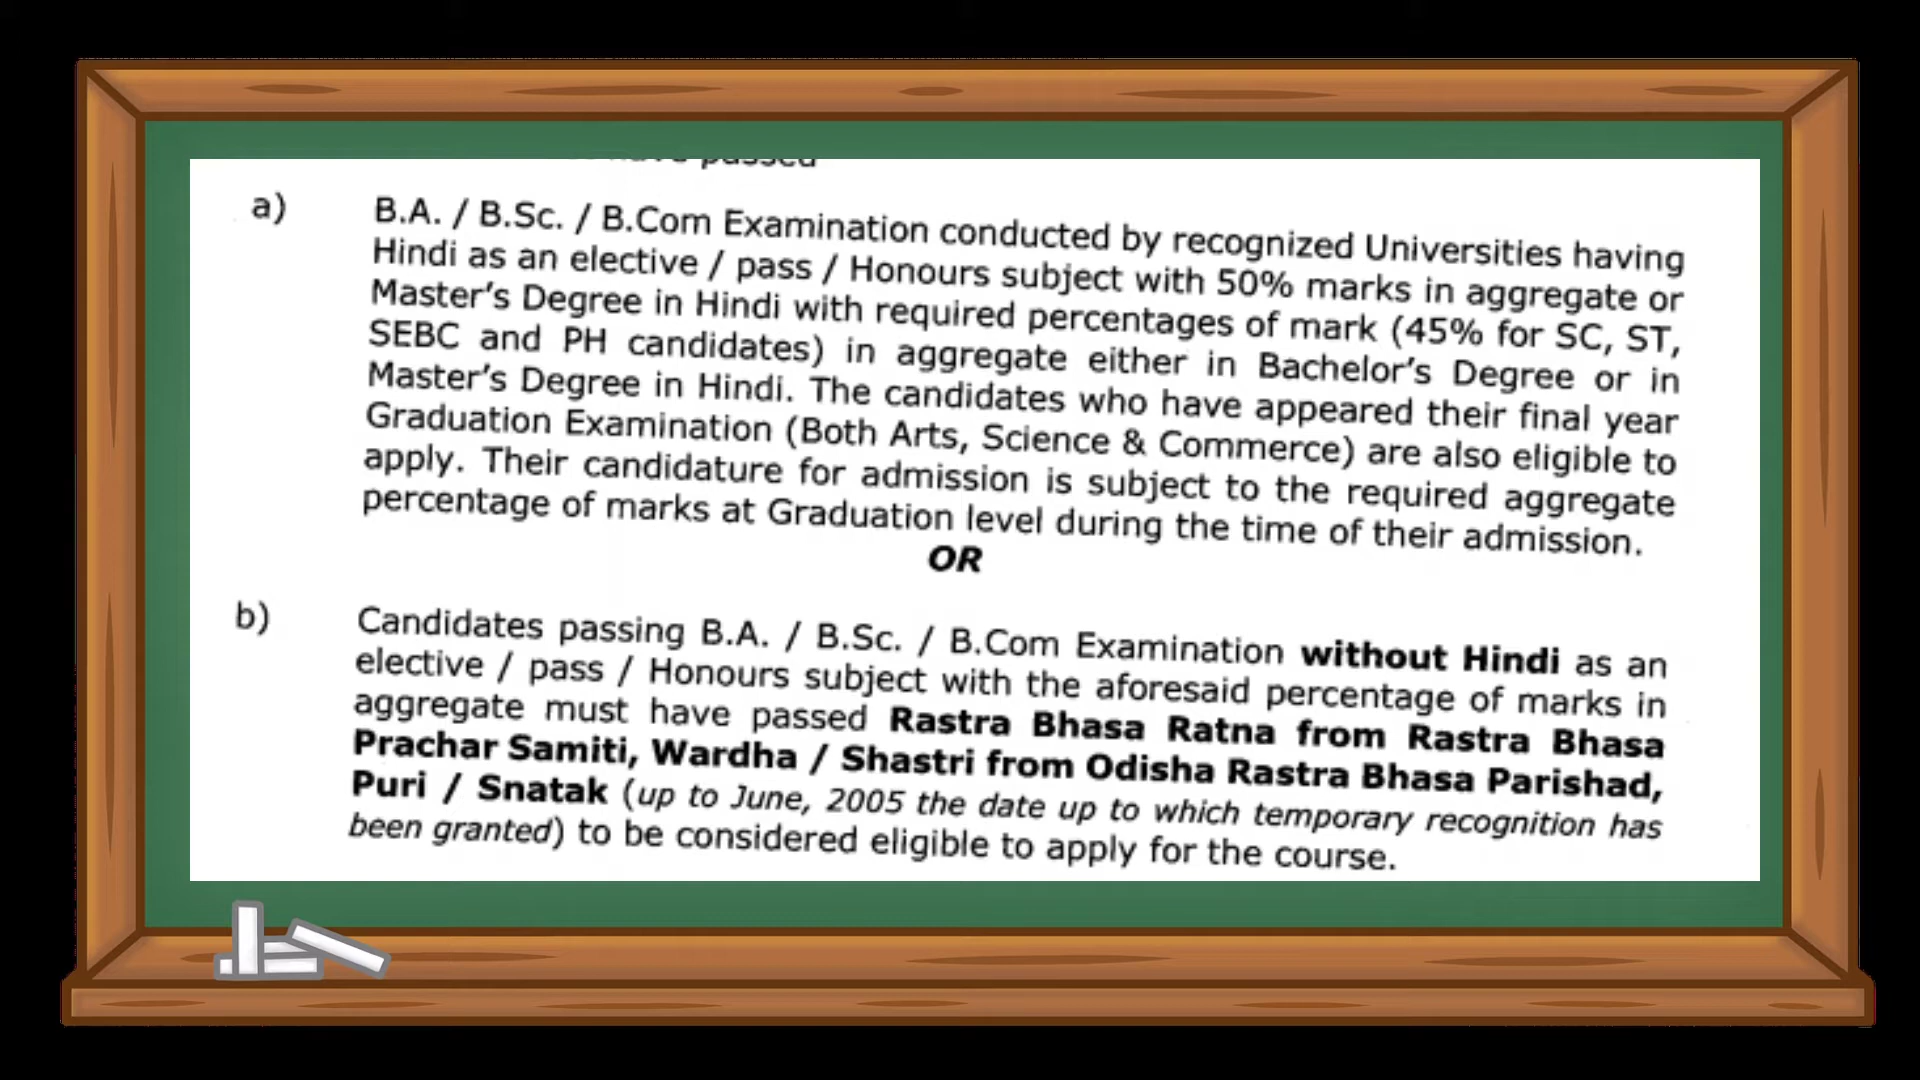 passed
a) B.A. / B.Sc. / B.Com Examination conducted by recognized Universities having
Hindi as an elective / pass / Honours subject with 50% marks in aggregate or
Master's Degree in Hindi with required percentages of mark (45% for SC, ST,
SEBC and PH candidates) in aggregate either in Bachelor's Degree or in
Master's Degree in Hindi. The candidates who have appeared their final year
Graduation Examination (Both Arts, Science & Commerce) are also eligible to
apply. Their candidature for admission is subject to the required aggregate
percentage of marks at Graduation level during the time of their admission.
OR
b) Candidates passing B.A. / B.Sc. / B.Com Examination without Hindi as an
elective / pass / Honours subject with the aforesaid percentage of marks in
aggregate must have passed Rastra Bhasa Ratna from Rastra Bhasa
Prachar Samiti, Wardha / Shastri from Odisha Rastra Bhasa Parishad,
Puri / Snatak (up to June, 2005 the date up to which temporary recognition has
been granted) to be considered eligible to apply for the course.